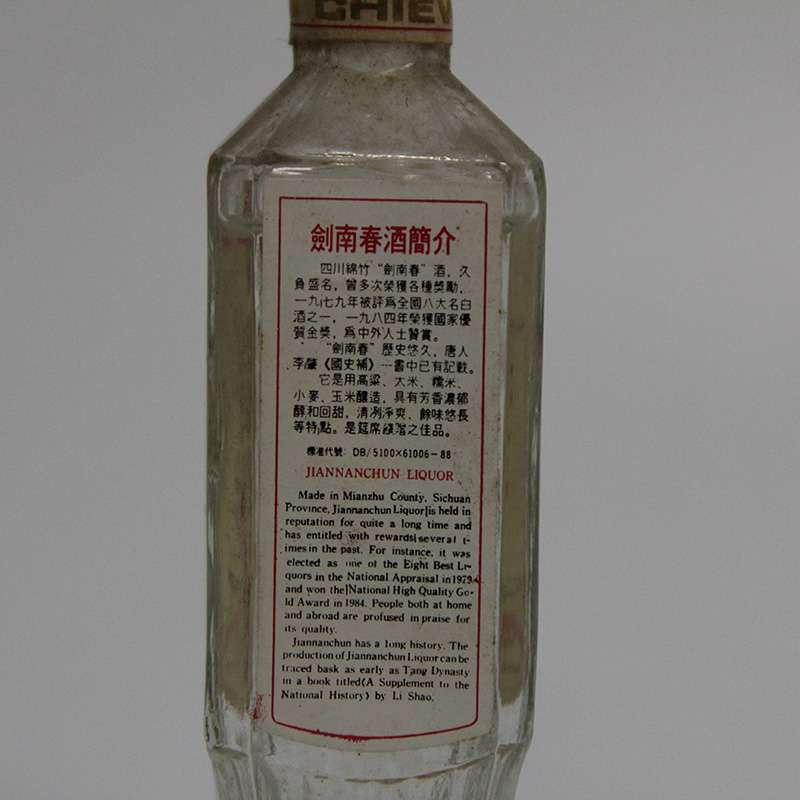 CHIEV
劍南春酒簡介
四川綿竹“劍南春”酒，久
負盛名，曾多次榮獲各種獎勵，
一九七九年被評爲全國八大名白
酒之一，一九八四年榮獲國家優
質金獎，爲中外人士贊賞。
“劍南春”歷史悠久，唐人
李肇《國史補》一書中已有記載。
它是用高粱、大米、糯米、
小麥、玉米釀造，具有芳香濃郁
醇和回甜，清冽淨爽、餘味悠長
等特點。是筵席之佳品。
標准代號：DB/5100×61006-88
JIANNANCHUN LIQUOR
Made in Mianzhu County, Sichuan
Province, Jiannanchun Liquor is held in
reputation for quite a long time and
has entitled with rewards several t-
imes in the past. For instance, it was
elected as one of the Eight Best Li-
quors in the National Appraisal in 1979
and won the National High Quality Go-
ld Award in 1984. People both at home
and abroad are profused in praise for
its quality.
Jiannanchun has a long history. The
production of Jiannanchun Liquor can be
traced bask as early as Tang Dynasty
in a book titled《A Supplement to the
National History》by Li Shao.